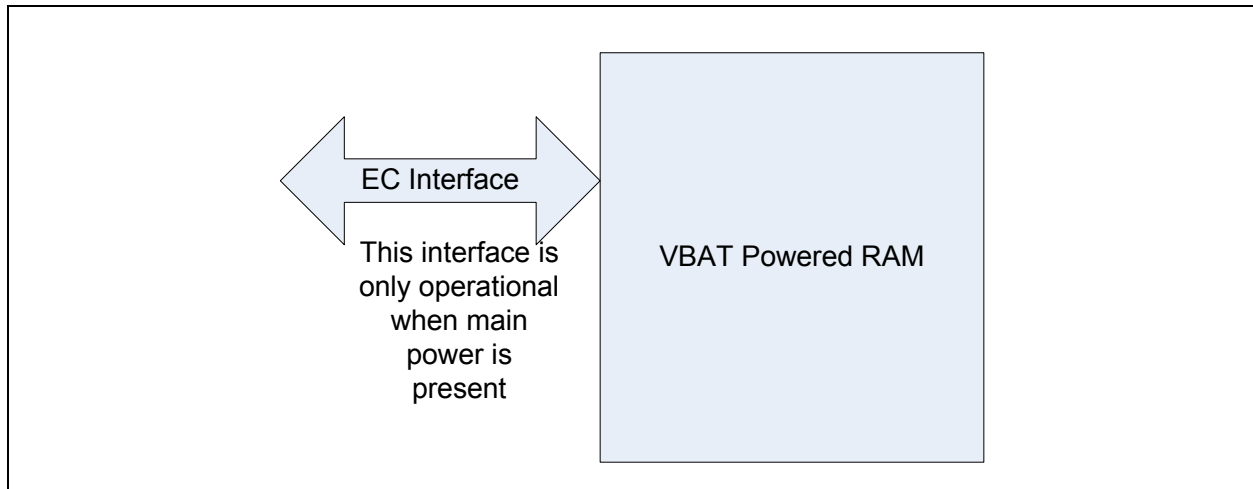 EC Interface
This interface is
only operational
when main
power is
present
VBAT Powered RAM